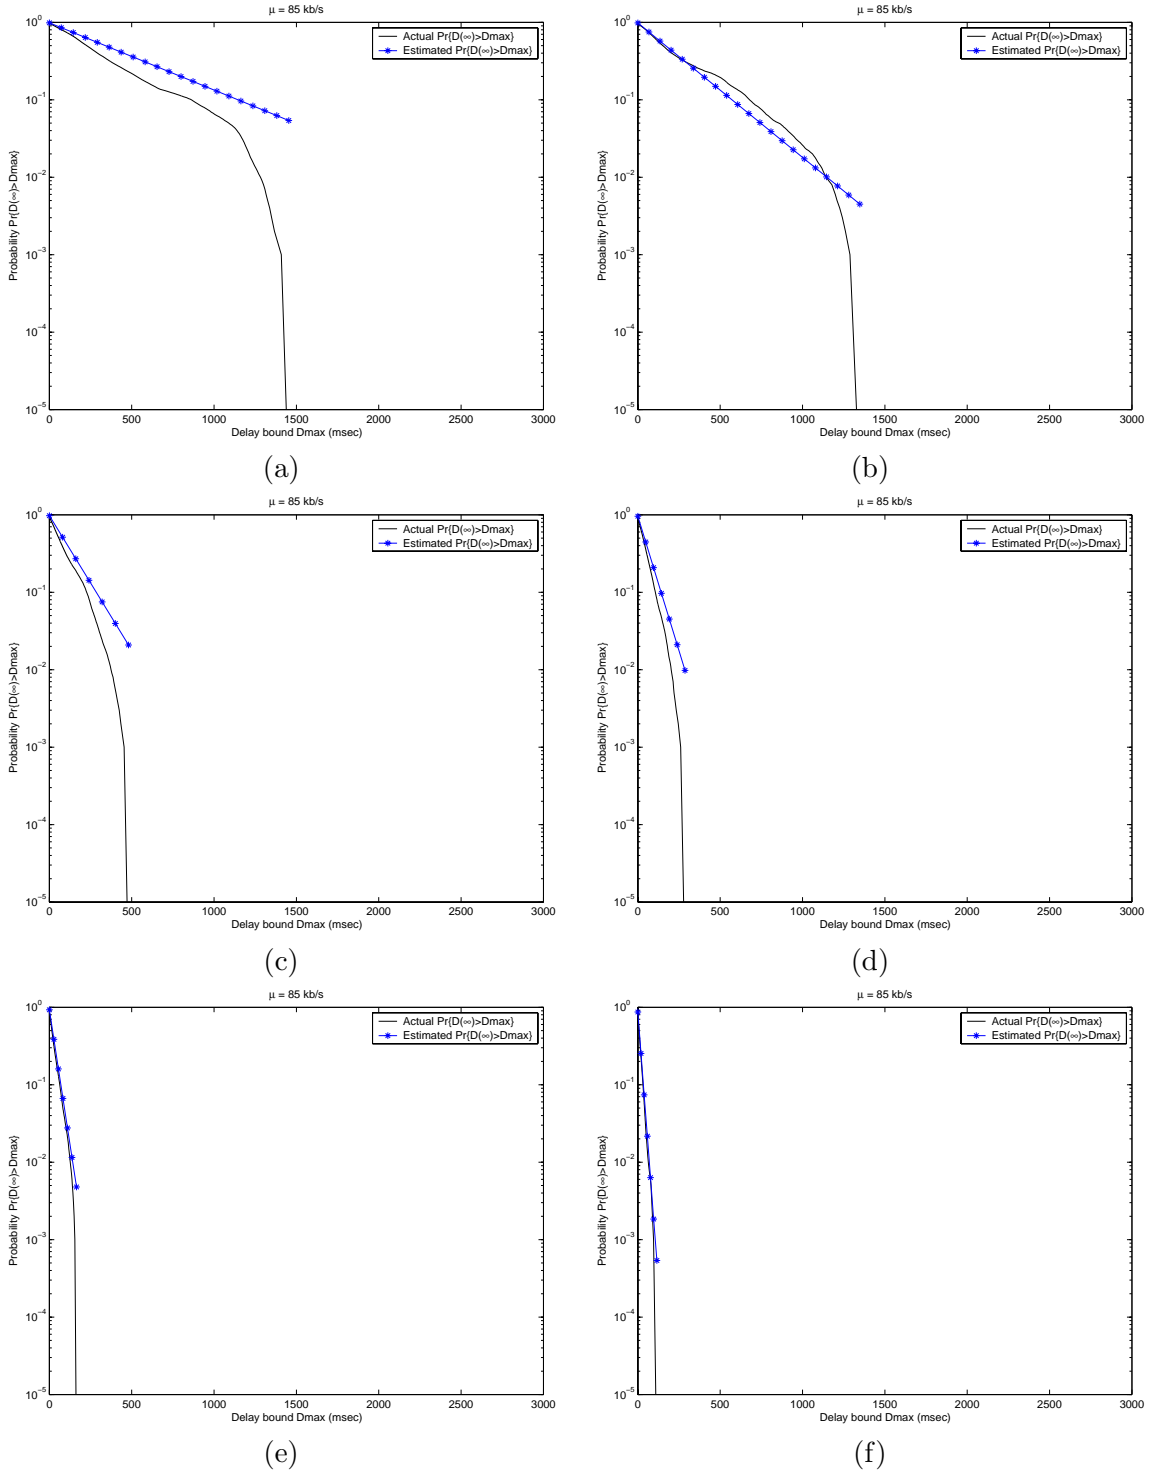 μ = 85 kb/s
Actual Pr{D(∞)>Dmax}
Estimated Pr{D(∞)>Dmax}
Probability Pr{D(∞)>Dmax}
10^0
10^-1
10^-2
10^-3
10^-4
10^-5
0 500 1000 1500 2000 2500 3000
Delay bound Dmax (msec)
(a)
μ = 85 kb/s
Actual Pr{D(∞)>Dmax}
Estimated Pr{D(∞)>Dmax}
Probability Pr{D(∞)>Dmax}
10^0
10^-1
10^-2
10^-3
10^-4
10^-5
0 500 1000 1500 2000 2500 3000
Delay bound Dmax (msec)
(b)
μ = 85 kb/s
Actual Pr{D(∞)>Dmax}
Estimated Pr{D(∞)>Dmax}
Probability Pr{D(∞)>Dmax}
10^0
10^-1
10^-2
10^-3
10^-4
10^-5
0 500 1000 1500 2000 2500 3000
Delay bound Dmax (msec)
(c)
μ = 85 kb/s
Actual Pr{D(∞)>Dmax}
Estimated Pr{D(∞)>Dmax}
Probability Pr{D(∞)>Dmax}
10^0
10^-1
10^-2
10^-3
10^-4
10^-5
0 500 1000 1500 2000 2500 3000
Delay bound Dmax (msec)
(d)
μ = 85 kb/s
Actual Pr{D(∞)>Dmax}
Estimated Pr{D(∞)>Dmax}
Probability Pr{D(∞)>Dmax}
10^0
10^-1
10^-2
10^-3
10^-4
10^-5
0 500 1000 1500 2000 2500 3000
Delay bound Dmax (msec)
(e)
μ = 85 kb/s
Actual Pr{D(∞)>Dmax}
Estimated Pr{D(∞)>Dmax}
Probability Pr{D(∞)>Dmax}
10^0
10^-1
10^-2
10^-3
10^-4
10^-5
0 500 1000 1500 2000 2500 3000
Delay bound Dmax (msec)
(f)